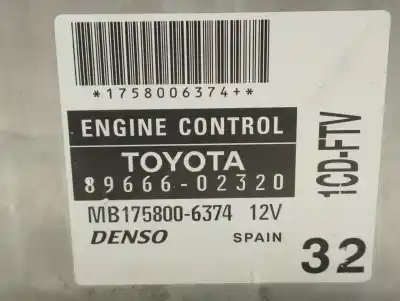 *1758006374+*
ENGINE CONTROL
TOYOTA
89666-02320
MB175800-6374 12V
DENSO SPAIN
1CD-FTV
32